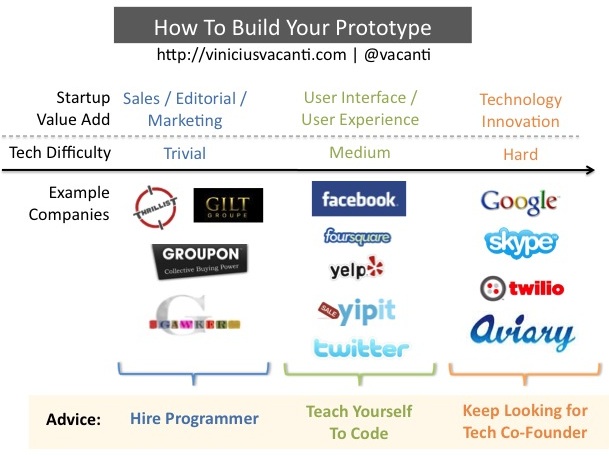 How To Build Your Prototype
http://viniciusvacanti.com | @vacanti
Startup
Value Add
Sales / Editorial /
Marketing
User Interface /
User Experience
Technology
Innovation
Tech Difficulty
Trivial
Medium
Hard
Example
Companies
THRILLIST
GILT
GROUPE
GROUPON
Collective Buying Power
G
GAWKER
facebook
foursquare
yelp
SALE
yipit
twitter
Google
skype
twilio
Aviary
Advice:
Hire Programmer
Teach Yourself
To Code
Keep Looking for
Tech Co-Founder